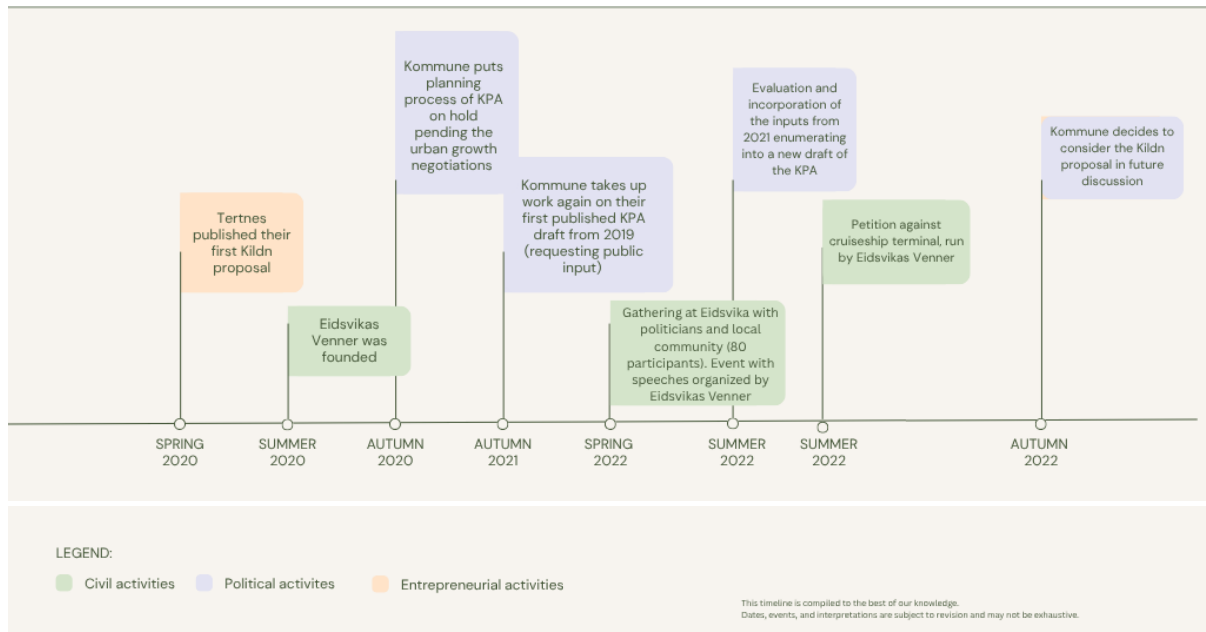 Kommune puts
planning
process of KPA
on hold
pending the
urban growth
negotiations
Evaluation and
incorporation of
the inputs from
2021 enumerating
into a new draft of
the KPA
Kommune decides to
consider the Kildn
proposal in future
discussion
Kommune takes up
work again on their
first published KPA
draft from 2019
(requesting public
input)
Tertnes
published their
first Kildn
proposal
Petition against
cruiseship terminal, run
by Eidsvikas Venner
Eidsvikas
Venner was
founded
Gathering at Eidsvika with
politicians and local
community (80
participants). Event with
speeches organized by
Eidsvikas Venner
SPRING
2020
SUMMER
2020
AUTUMN
2020
AUTUMN
2021
SPRING
2022
SUMMER
2022
SUMMER
2022
AUTUMN
2022
LEGEND:
Civil activities
Political activites
Entrepreneurial activities
This timeline is compiled to the best of our knowledge.
Dates, events, and interpretations are subject to revision and may not be exhaustive.